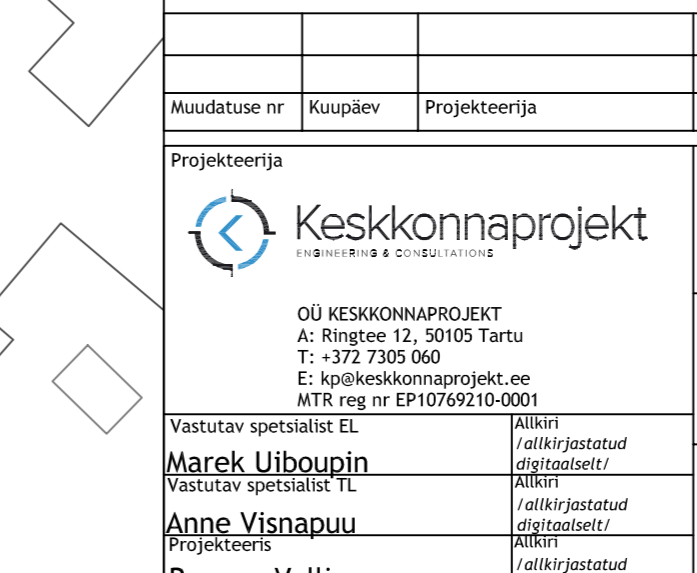 Muudatuse nr Kuupäev Projekteerija
Projekteerija
Keskkonnaprojekt
ENGINEERING & CONSULTATIONS
OÜ KESKKONNAPROJEKT
A: Ringtee 12, 50105 Tartu
T: +372 7305 060
E: kp@keskkonnaprojekt.ee
MTR reg nr EP10769210-0001
Vastutav spetsialist EL
Marek Uiboupin
Allkiri
/allkirjastatud
digitaalselt/
Vastutav spetsialist TL
Anne Visnapuu
Allkiri
/allkirjastatud
digitaalselt/
Projekteeris
Allkiri
/allkirjastatud